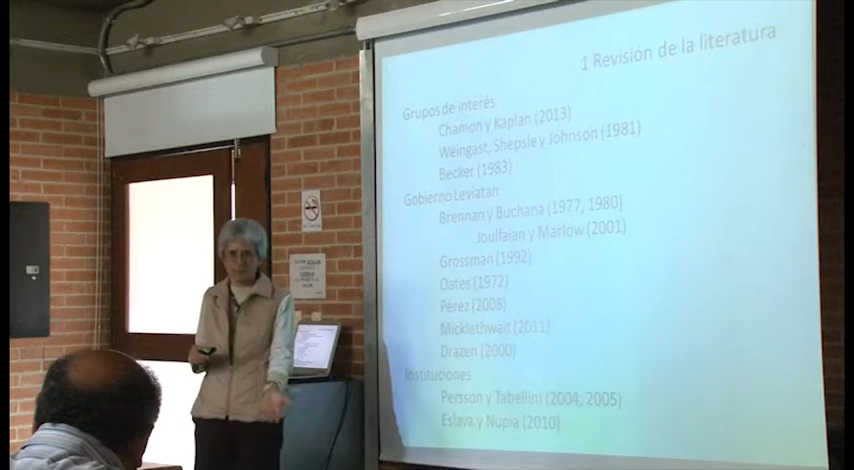 1 Revisión de la literatura
Grupos de interés
Chamon y Kaplan (2013)
Weingast, Shepsle y Johnson (1981)
Becker (1983)
Gobierno Leviatan
Brennan y Buchana (1977, 1980)
Joulfaian y Marlow (2001)
Grossman (1992)
Oates (1972)
Pérez (2008)
Micklethwait (2011)
Drazen (2000)
Instituciones
Persson y Tabellini (2004, 2005)
Eslava y Nupia (2010)